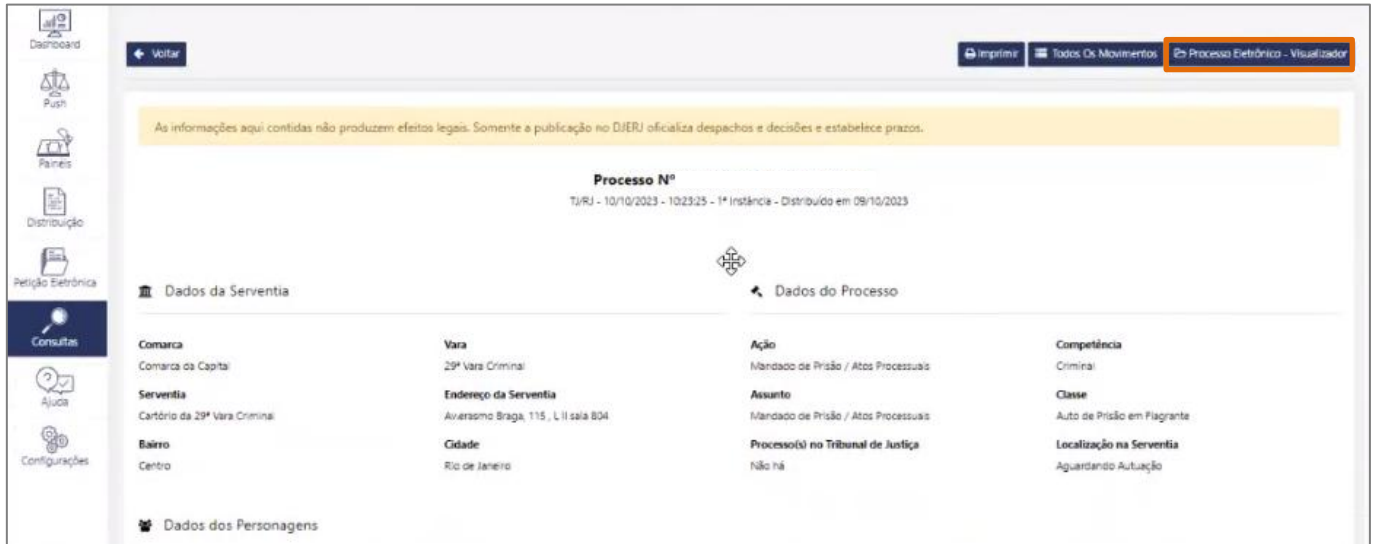 Dashboard
Push
Paineis
Distribuição
Petição Eletrônica
Consultas
Ajuda
Configurações
Voltar
Imprimir
Todos Os Movimentos
Processo Eletrônico - Visualizador
As informações aqui contidas não produzem efeitos legais. Somente a publicação no DJERJ oficializa despachos e decisões e estabelece prazos.
Processo Nº
TJ/RJ - 10/10/2023 - 10:23:25 - 1ª Instância - Distribuído em 09/10/2023
Dados da Serventia
Dados do Processo
Comarca
Vara
Ação
Competência
Comarca da Capital
29ª Vara Criminal
Mandado de Prisão / Atos Processuais
Criminal
Serventia
Endereço da Serventia
Assunto
Classe
Cartório da 29ª Vara Criminal
Av.erasmo Braga, 115 , L II sala 804
Mandado de Prisão / Atos Processuais
Auto de Prisão em Flagrante
Bairro
Cidade
Processo(s) no Tribunal de Justiça
Localização na Serventia
Centro
Rio de Janeiro
Não há
Aguardando Autuação
Dados dos Personagens